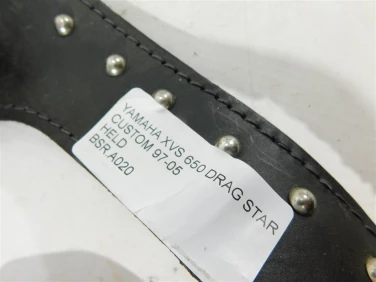 YAMAHA XVS 650 DRAG STAR
CUSTOM 97-05
HELD
BSR A020